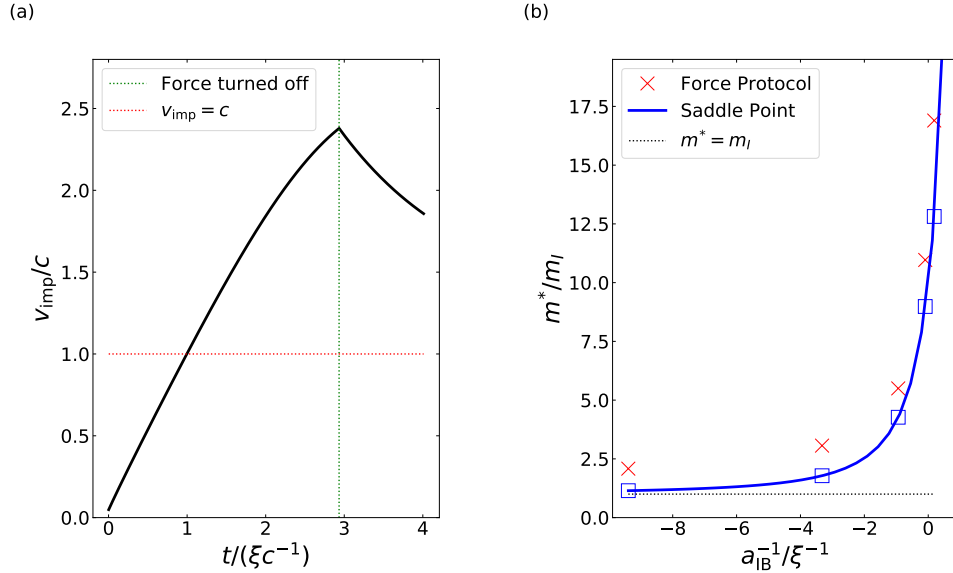 (a)
(b)
Force turned off
v_imp = c
2.5
2.0
1.5
1.0
0.5
0.0
v_imp/c
0 1 2 3 4
t/(ξc⁻¹)
Force Protocol
Saddle Point
m* = m_I
17.5
15.0
12.5
10.0
7.5
5.0
2.5
0.0
m*/m_I
−8 −6 −4 −2 0
a_IB⁻¹/ξ⁻¹